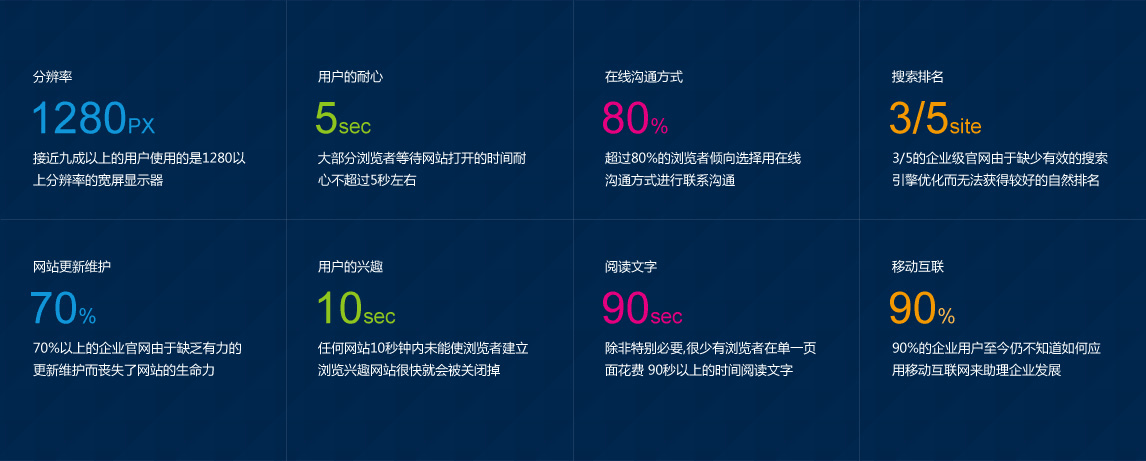 分辨率
1280PX
接近九成以上的用户使用的是1280以
上分辨率的宽屏显示器
用户的耐心
5sec
大部分浏览者等待网站打开的时间耐
心不超过5秒左右
在线沟通方式
80%
超过80%的浏览者倾向选择用在线
沟通方式进行联系沟通
搜索排名
3/5site
3/5的企业级官网由于缺少有效的搜索
引擎优化而无法获得较好的自然排名
网站更新维护
70%
70%以上的企业官网由于缺乏有力的
更新维护而丧失了网站的生命力
用户的兴趣
10sec
任何网站10秒钟内未能使浏览者建立
浏览兴趣网站很快就会被关闭掉
阅读文字
90sec
除非特别必要,很少有浏览者在单一页
面花费 90秒以上的时间阅读文字
移动互联
90%
90%的企业用户至今仍不知道如何应
用移动互联网来助理企业发展